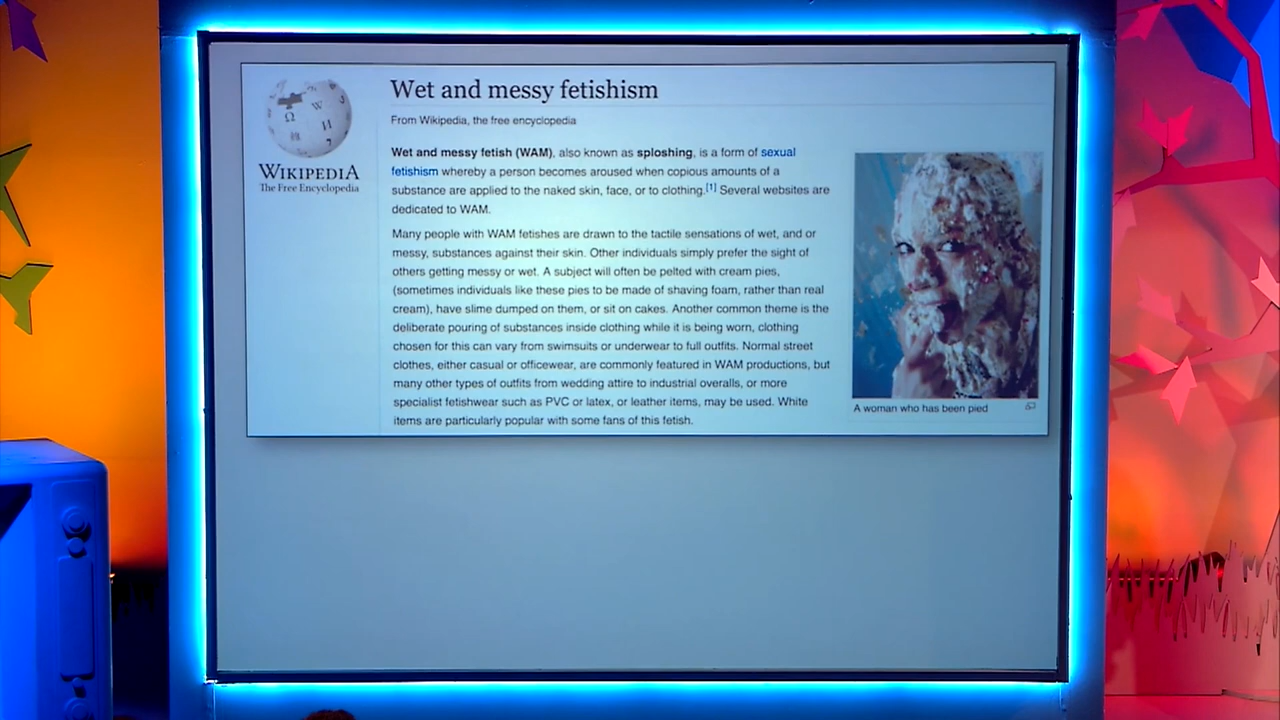 Wet and messy fetishism
From Wikipedia, the free encyclopedia
WIKIPEDIA
The Free Encyclopedia
Wet and messy fetish (WAM), also known as sploshing, is a form of sexual
fetishism whereby a person becomes aroused when copious amounts of a
substance are applied to the naked skin, face, or to clothing.[1] Several websites are
dedicated to WAM.
Many people with WAM fetishes are drawn to the tactile sensations of wet, and or
messy, substances against their skin. Other individuals simply prefer the sight of
others getting messy or wet. A subject will often be pelted with cream pies,
(sometimes individuals like these pies to be made of shaving foam, rather than real
cream), have slime dumped on them, or sit on cakes. Another common theme is the
deliberate pouring of substances inside clothing while it is being worn, clothing
chosen for this can vary from swimsuits or underwear to full outfits. Normal street
clothes, either casual or officewear, are commonly featured in WAM productions, but
many other types of outfits from wedding attire to industrial overalls, or more
specialist fetishwear such as PVC or latex, or leather items, may be used. White
items are particularly popular with some fans of this fetish.
A woman who has been pied